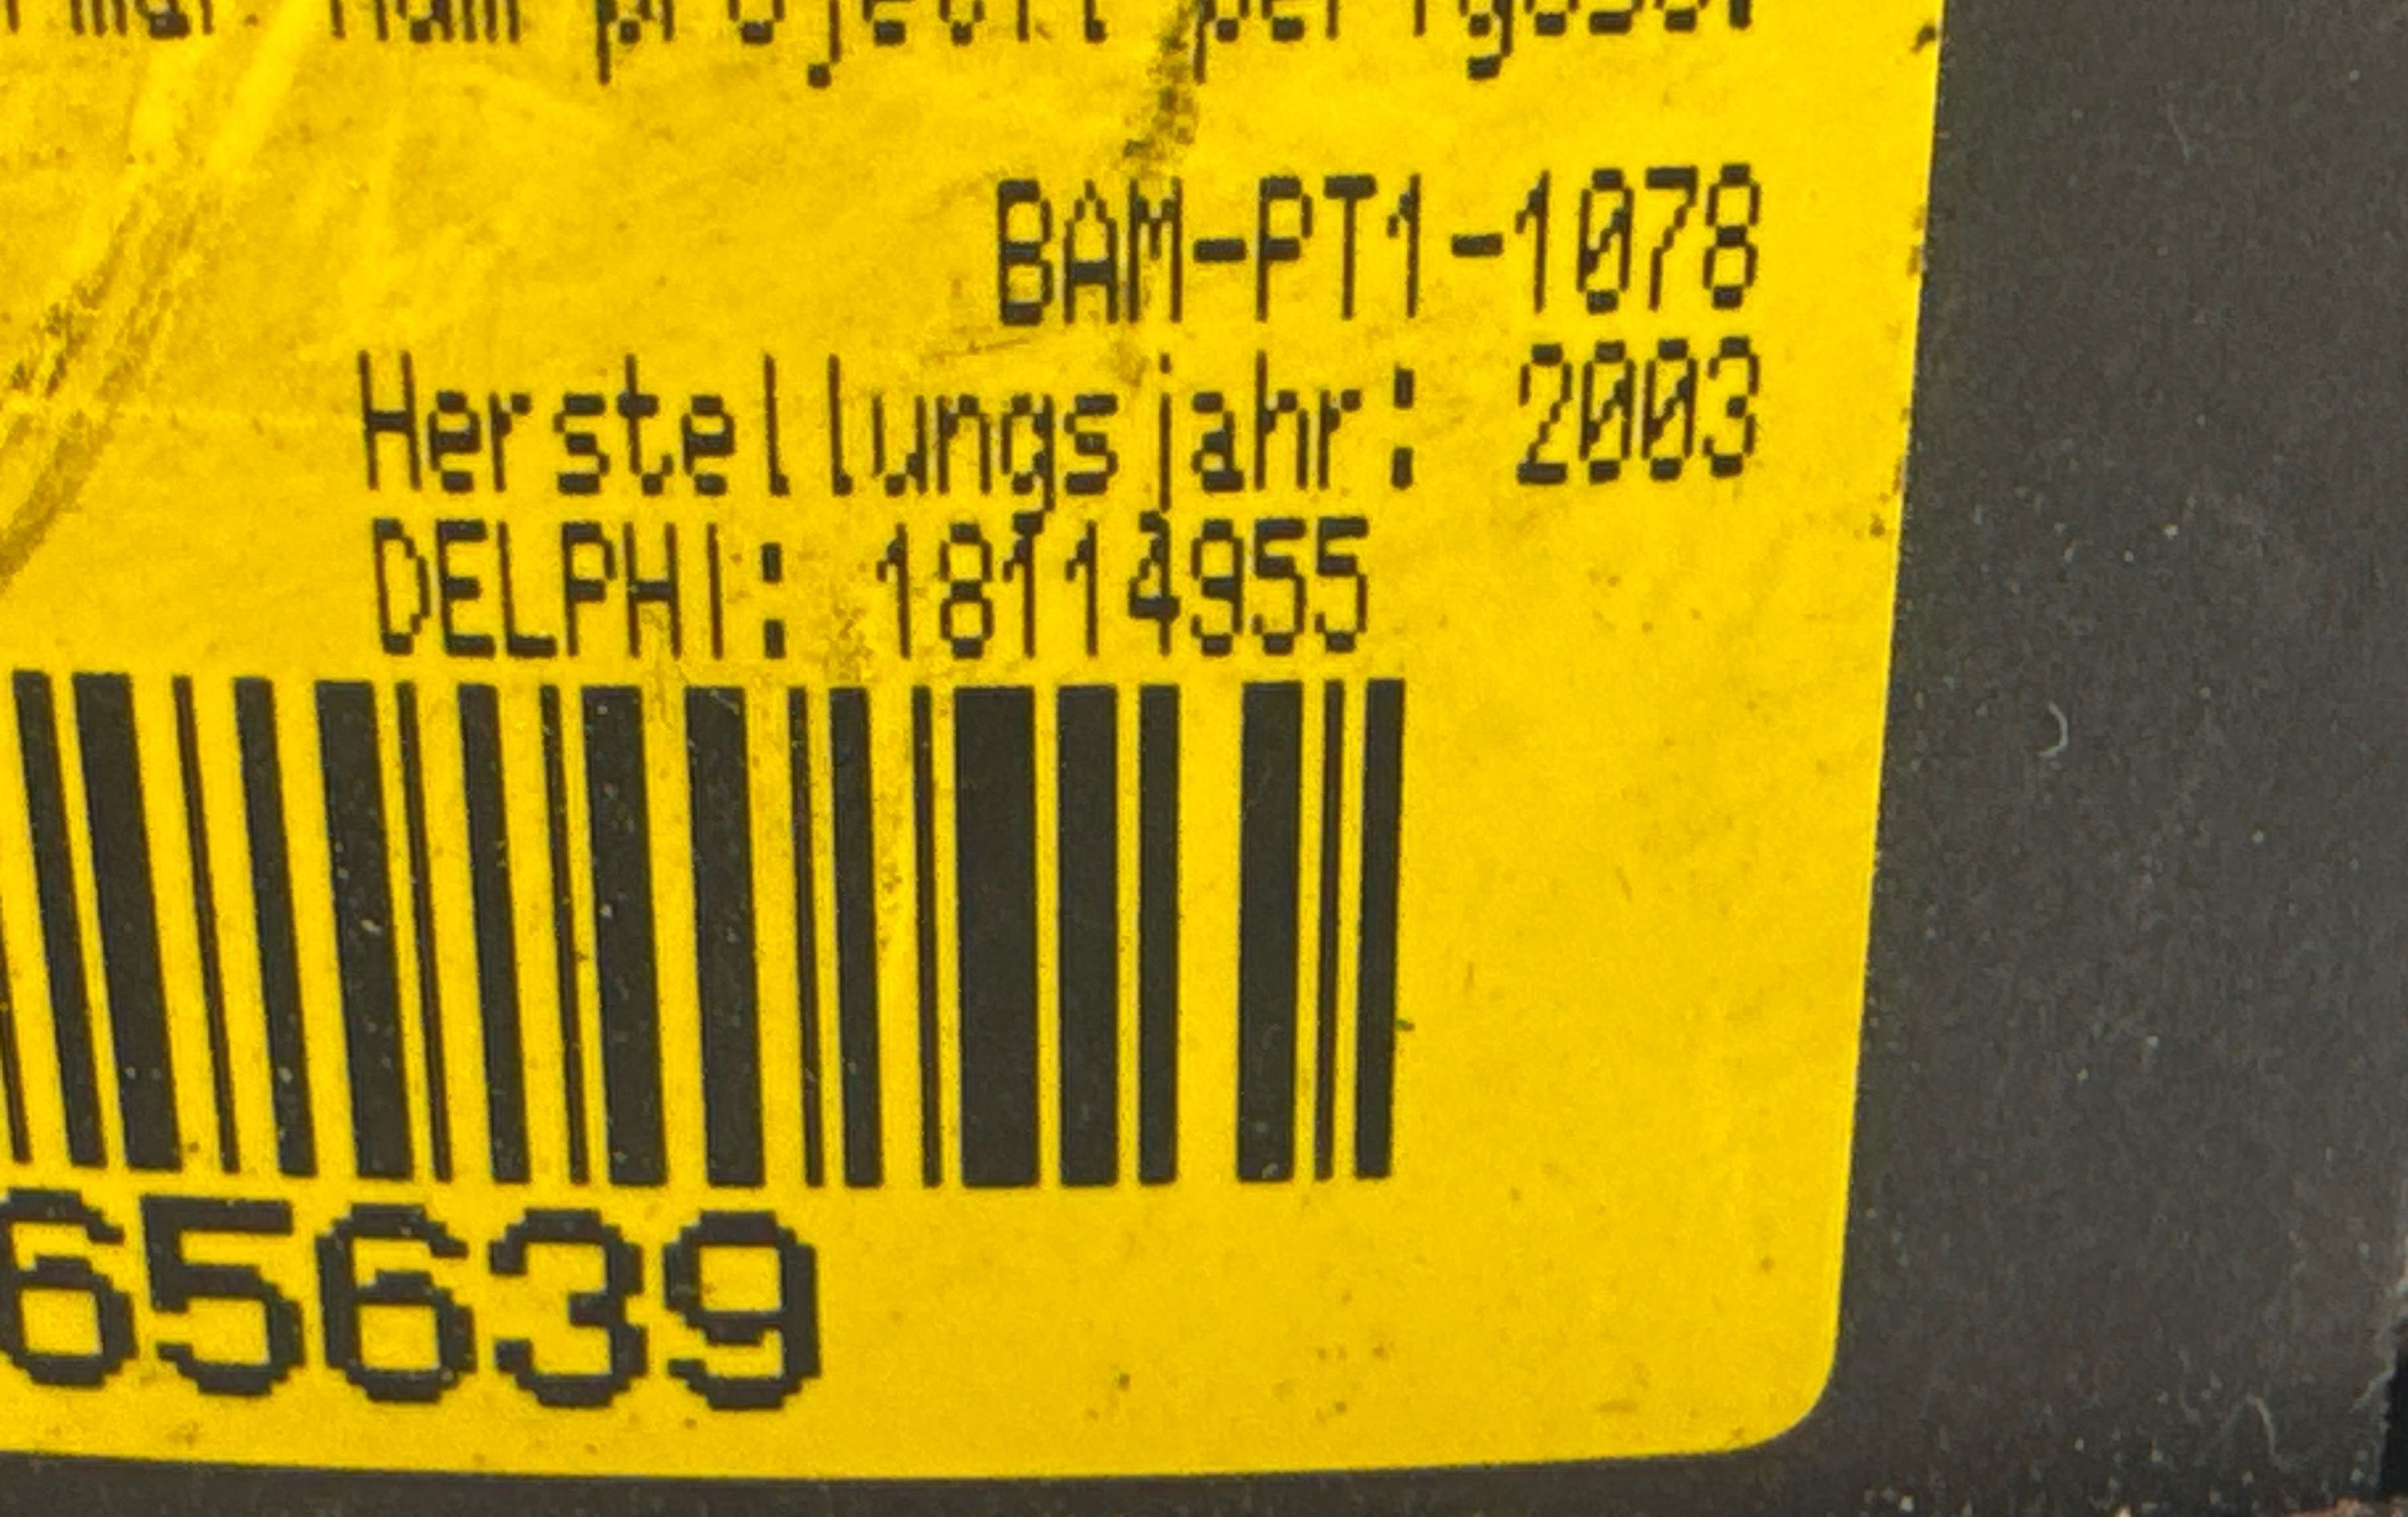 BAM-PT1-1078
Herstellungsjahr: 2003
DELPHI: 18114955
65639